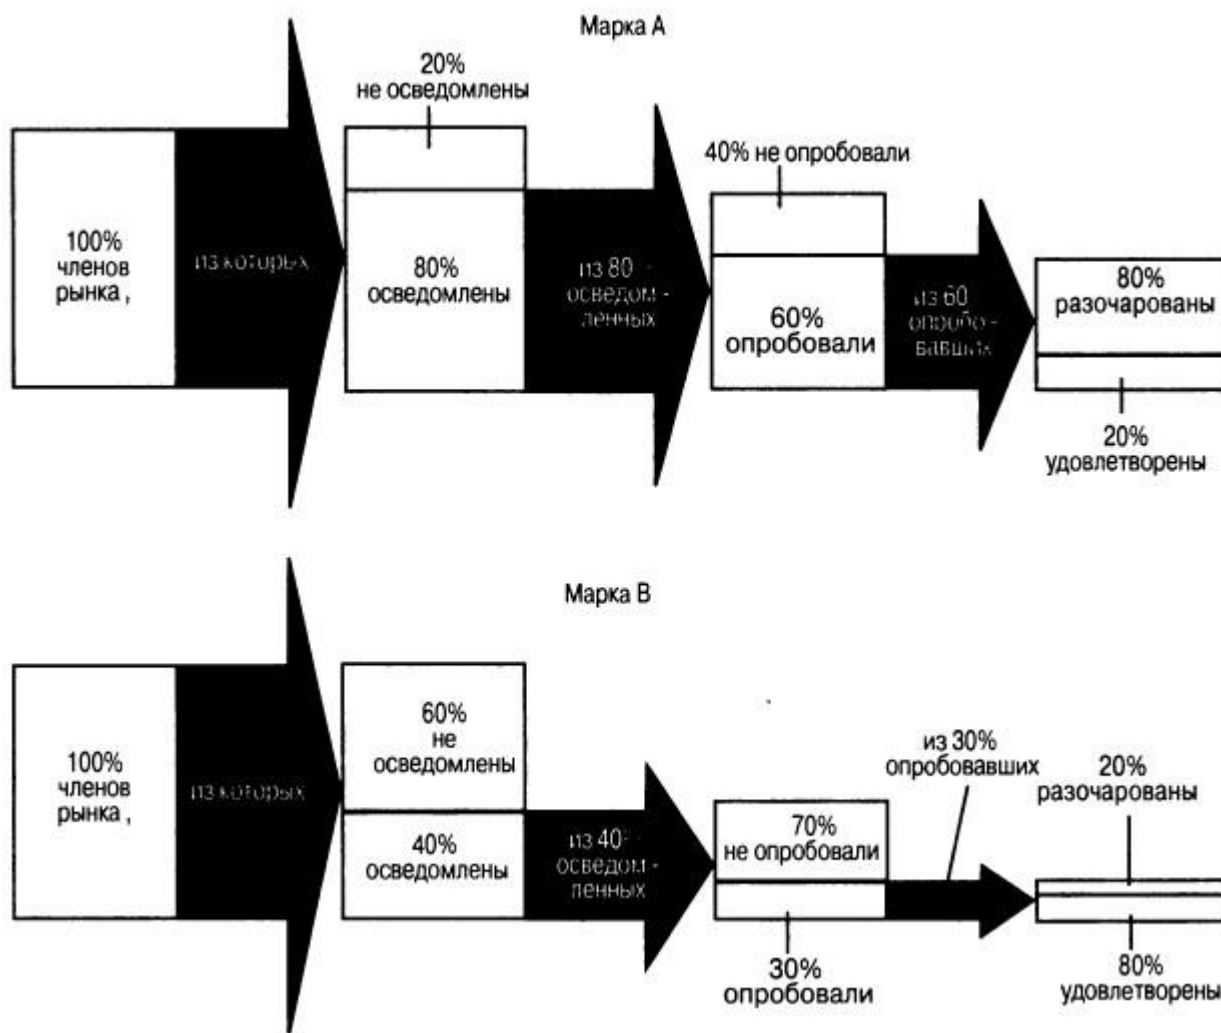 Марка А
20%
не осведомлены
40% не опробовали
100%
членов
рынка ,
из которых
80%
осведомлены
из 80
осведом -
ленных
60%
опробовали
из 60
опробо -
вавших
80%
разочарованы
20%
удовлетворены
Марка В
100%
членов
рынка ,
из которых
60%
не
осведомлены
40%
осведомлены
из 40
осведом -
ленных
70%
не опробовали
30%
опробовали
из 30%
опробовавших
20%
разочарованы
80%
удовлетворены